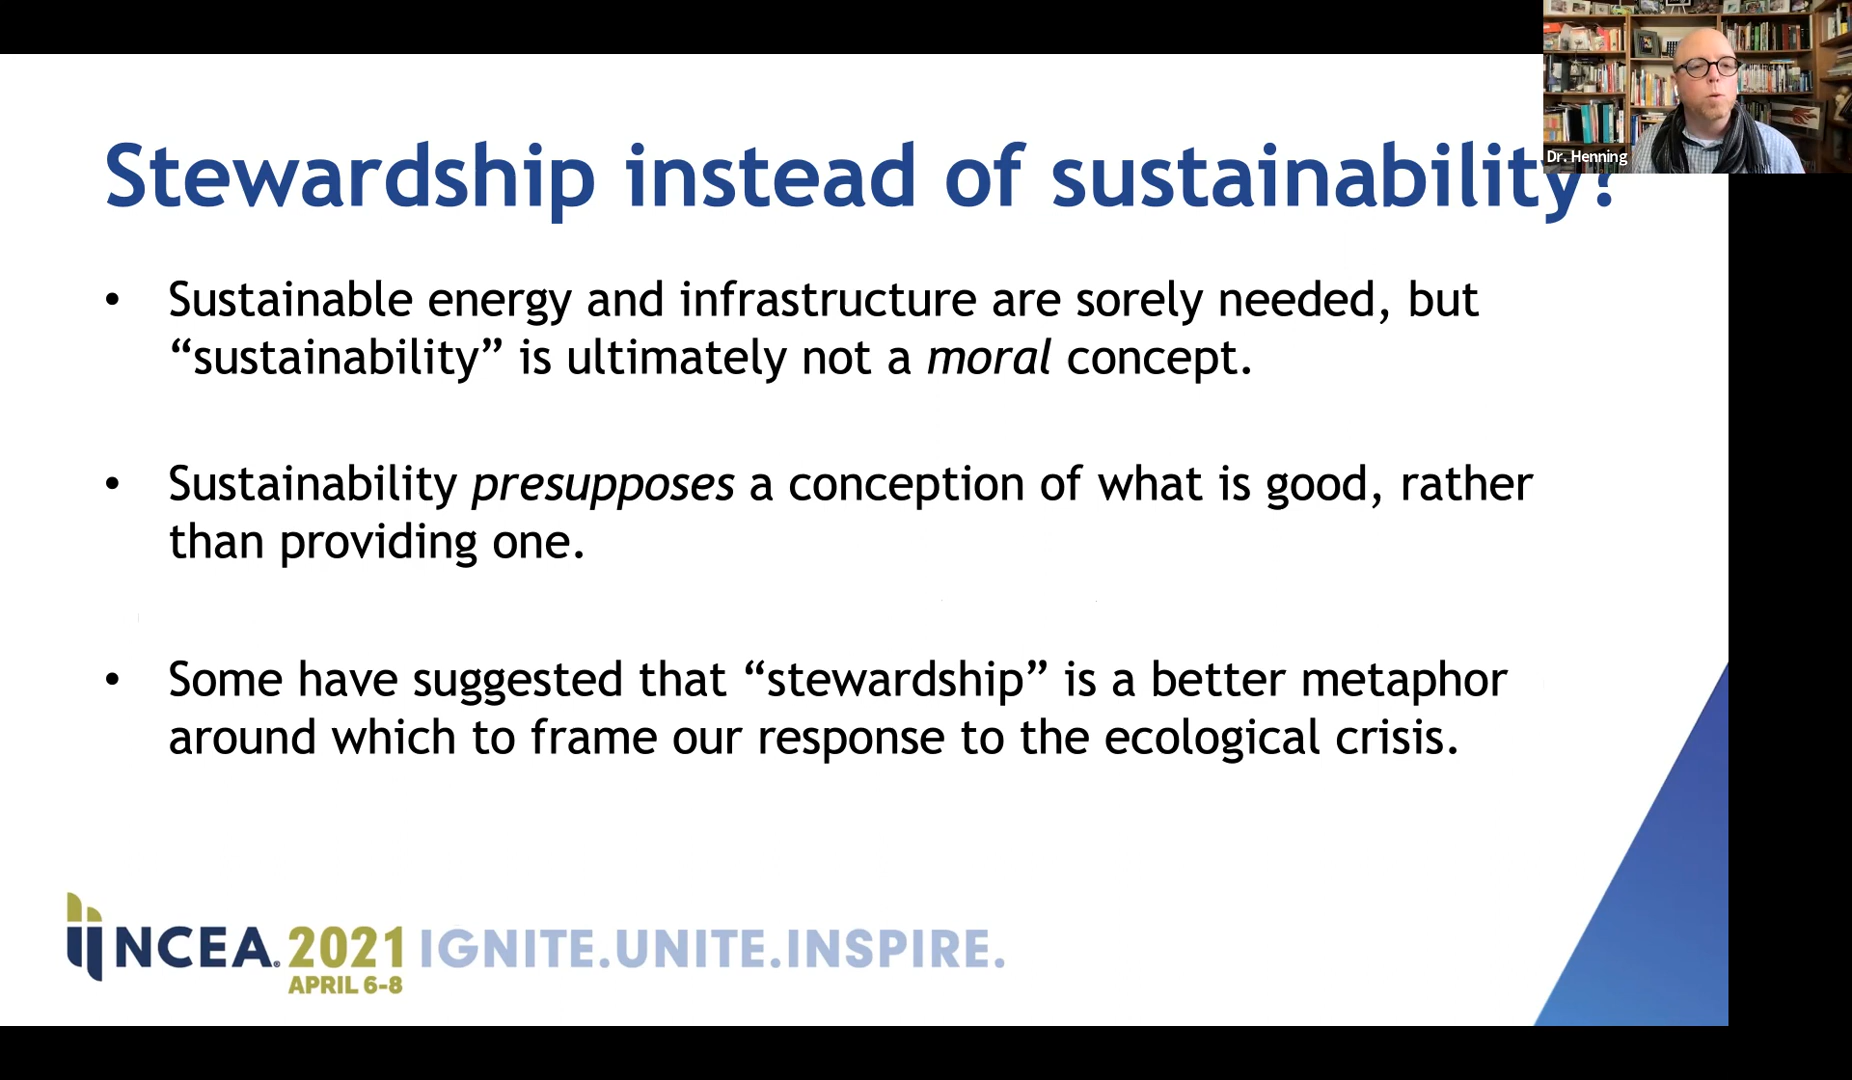 Stewardship instead of sustainability?
Dr. Henning
• Sustainable energy and infrastructure are sorely needed, but
“sustainability” is ultimately not a moral concept.
• Sustainability presupposes a conception of what is good, rather
than providing one.
• Some have suggested that “stewardship” is a better metaphor
around which to frame our response to the ecological crisis.
NCEA® 2021 IGNITE.UNITE.INSPIRE.
APRIL 6-8